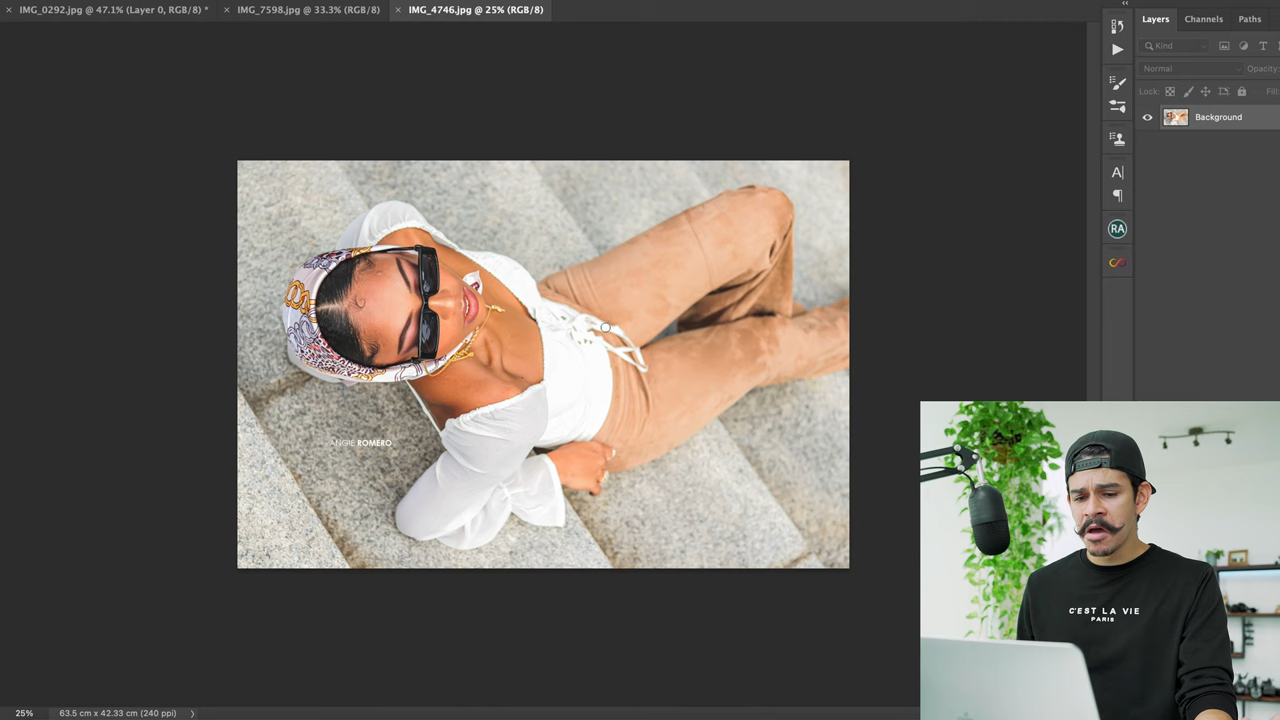 IMG_0292.jpg @ 47.1% (Layer 0, RGB/8) *
IMG_7598.jpg @ 33.3% (RGB/8)
IMG_4746.jpg @ 25% (RGB/8)
Layers
Channels
Paths
Kind
T
Normal
Opacity:
Lock:
Fill:
Background
A
RA
ANGIE ROMERO
C'EST LA VIE
PARIS
25%
63.5 cm x 42.33 cm (240 ppi)